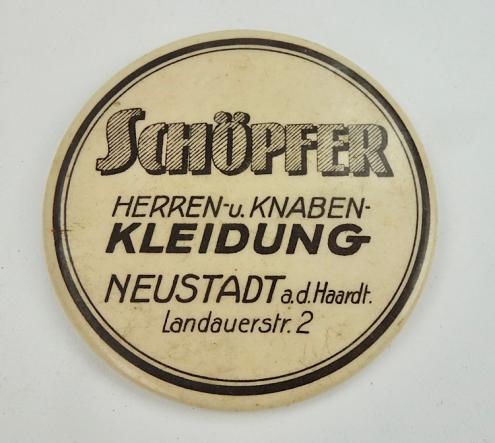 SCHÖPFER
HERREN-u. KNABEN-
KLEIDUNG
NEUSTADT a.d. Haardt.
Landauerstr. 2